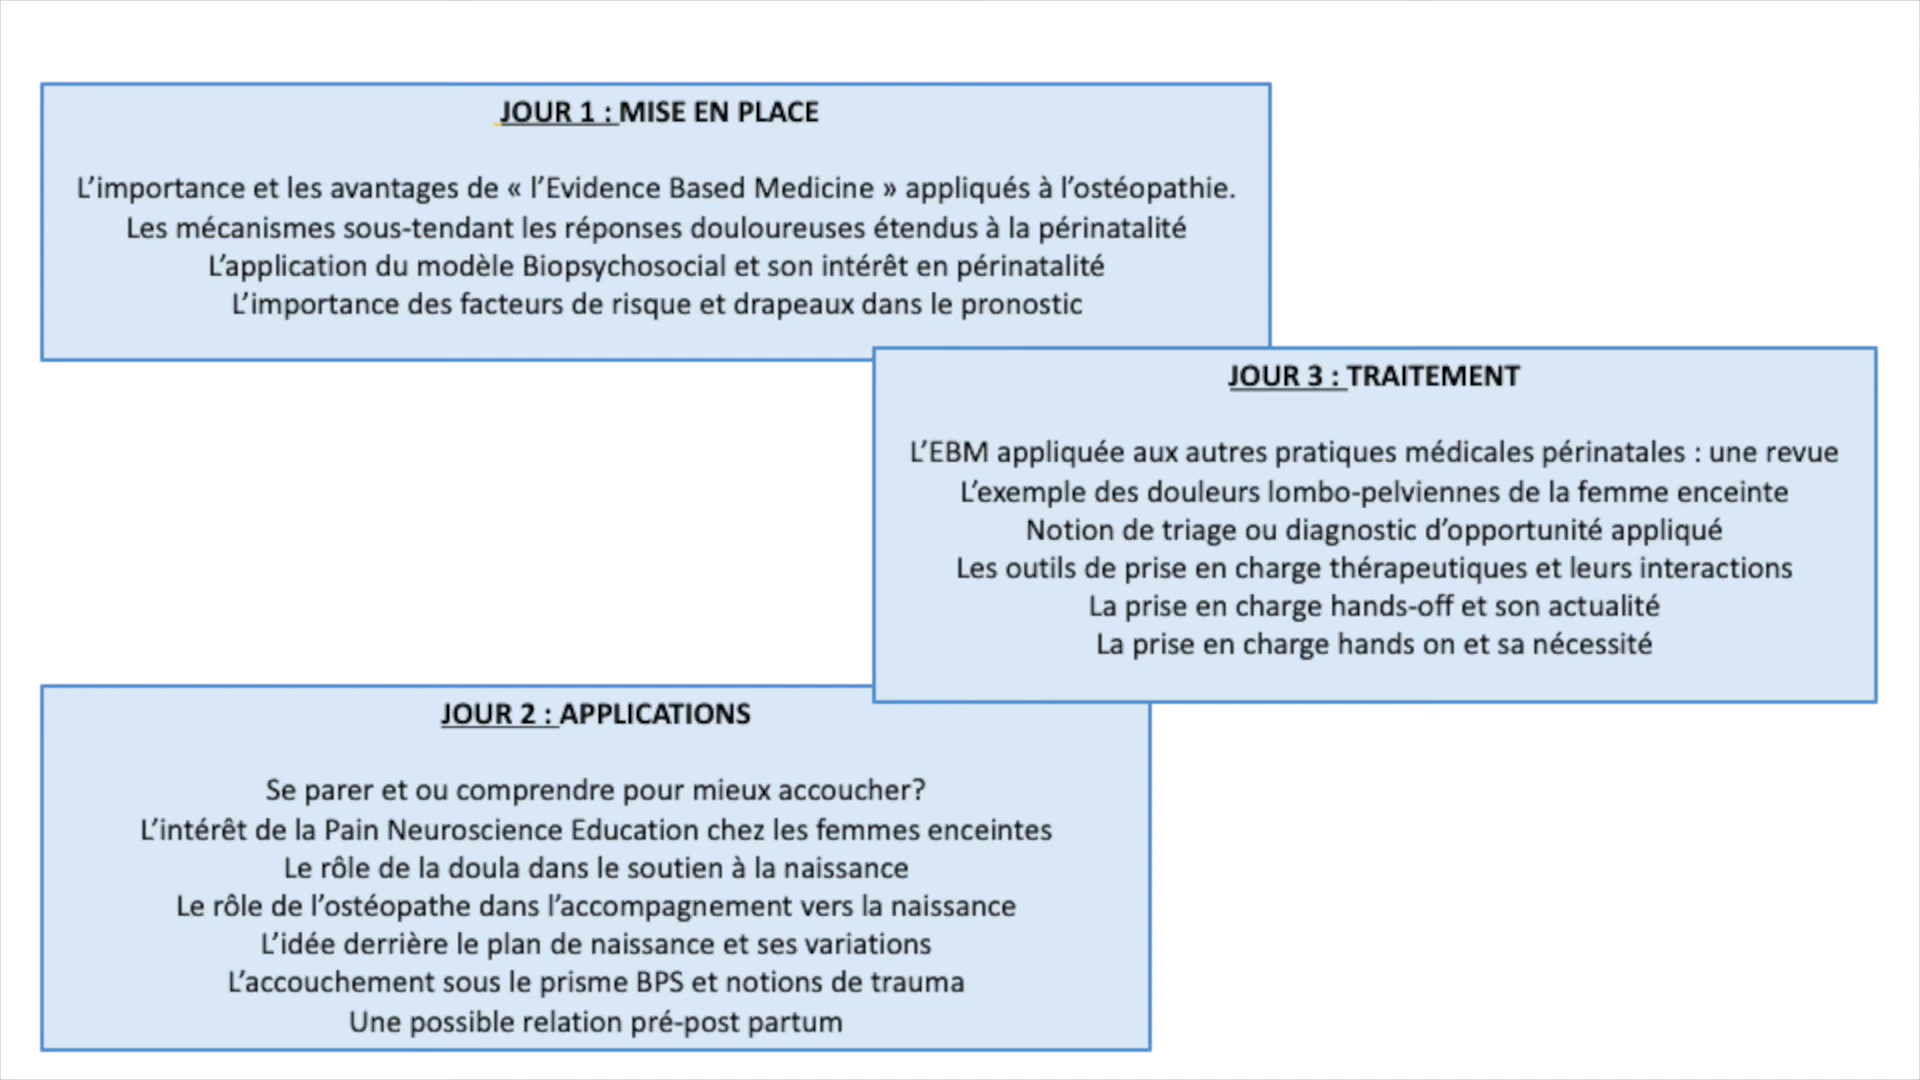 JOUR 1 : MISE EN PLACE
L’importance et les avantages de « l’Evidence Based Medicine » appliqués à l’ostéopathie.
Les mécanismes sous-tendant les réponses douloureuses étendus à la périnatalité
L’application du modèle Biopsychosocial et son intérêt en périnatalité
L’importance des facteurs de risque et drapeaux dans le pronostic
JOUR 3 : TRAITEMENT
L’EBM appliquée aux autres pratiques médicales périnatales : une revue
L’exemple des douleurs lombo-pelviennes de la femme enceinte
Notion de triage ou diagnostic d’opportunité appliqué
Les outils de prise en charge thérapeutiques et leurs interactions
La prise en charge hands-off et son actualité
La prise en charge hands on et sa nécessité
JOUR 2 : APPLICATIONS
Se parer et ou comprendre pour mieux accoucher?
L’intérêt de la Pain Neuroscience Education chez les femmes enceintes
Le rôle de la doula dans le soutien à la naissance
Le rôle de l’ostéopathe dans l’accompagnement vers la naissance
L’idée derrière le plan de naissance et ses variations
L’accouchement sous le prisme BPS et notions de trauma
Une possible relation pré-post partum